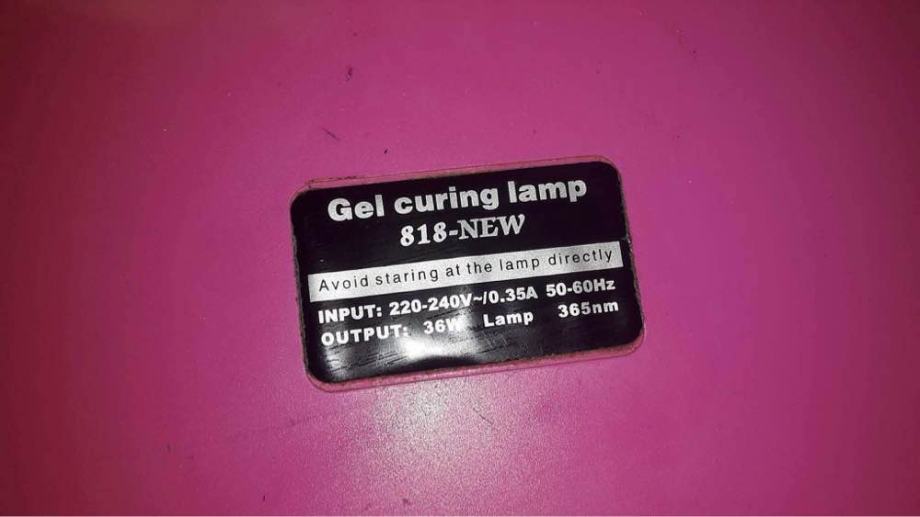 Gel curing lamp
818-NEW
Avoid staring at the lamp directly
INPUT: 220-240V~/0.35A 50-60Hz
OUTPUT: 36W Lamp 365nm